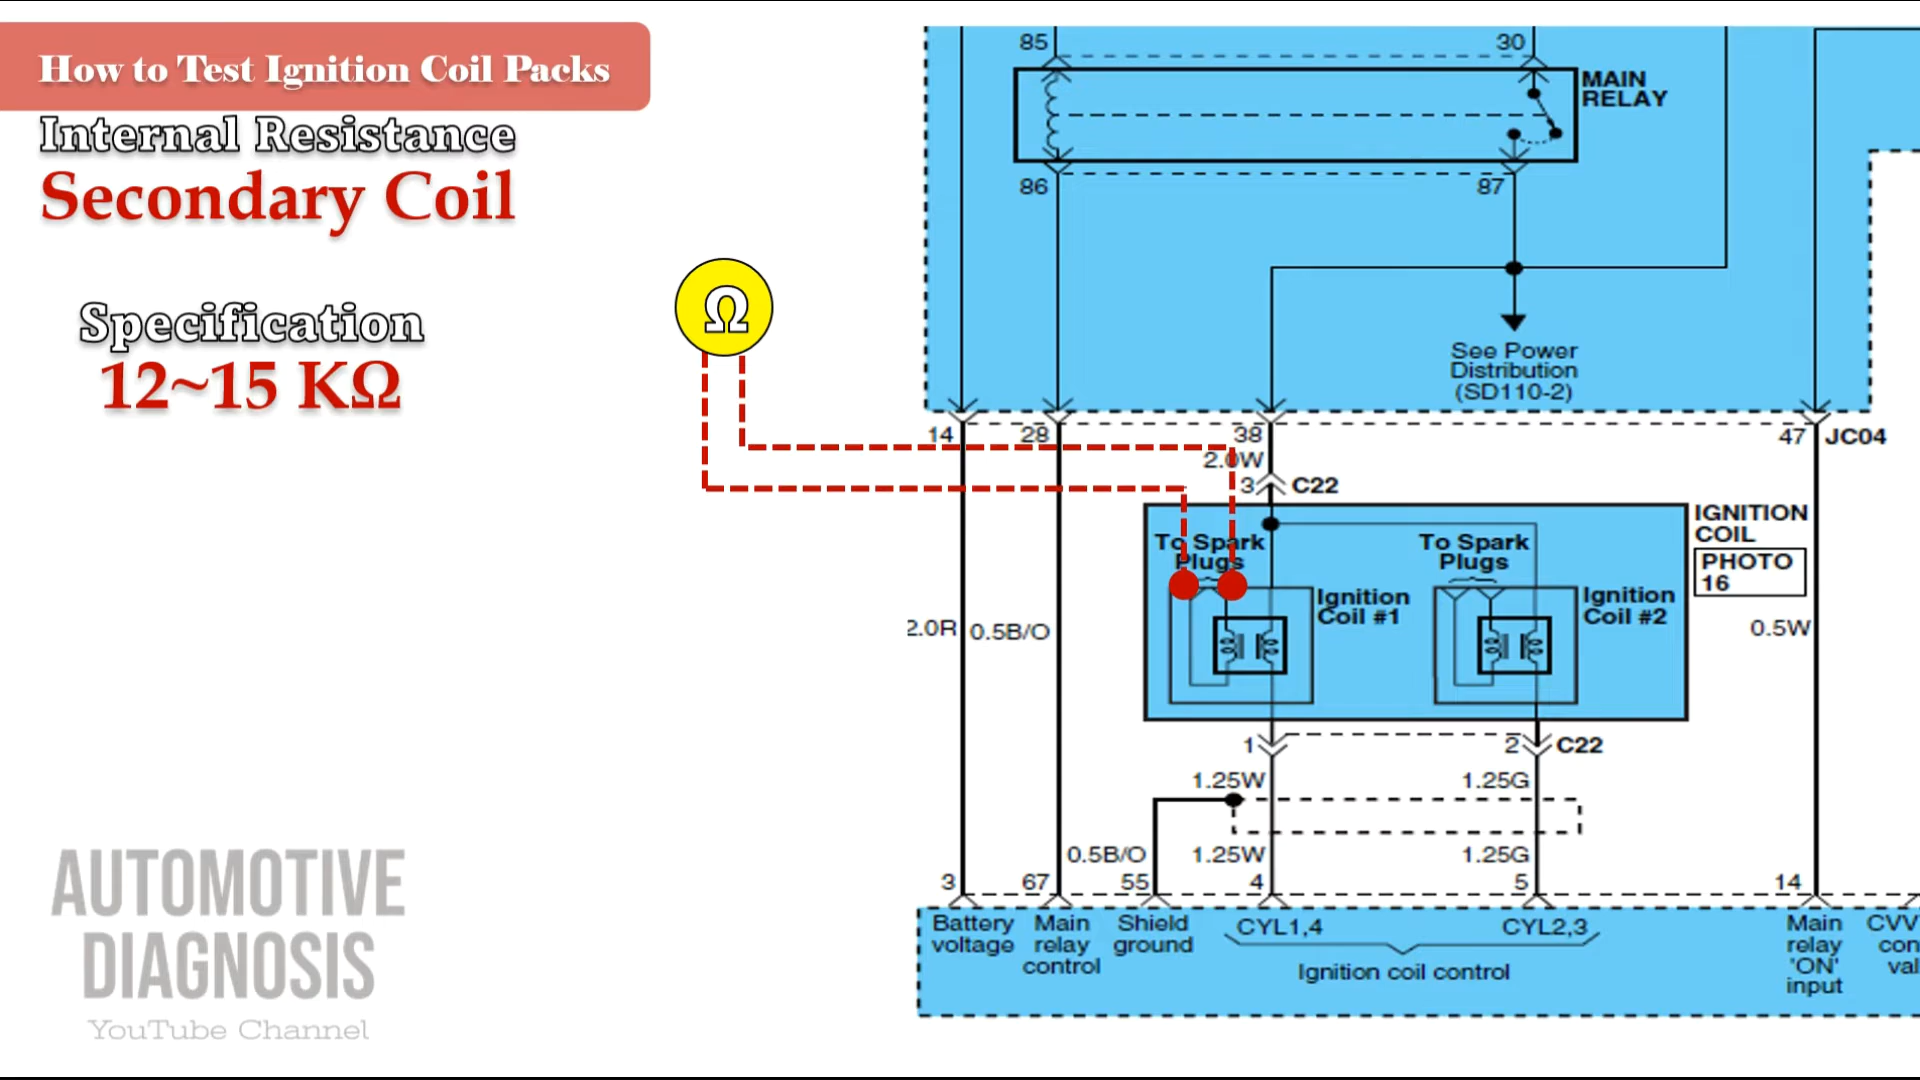 How to Test Ignition Coil Packs
Internal Resistance
Secondary Coil
Specification
12~15 KΩ
Ω
85
30
MAIN
RELAY
86
87
See Power
Distribution
(SD110-2)
14
28
38
47
JC04
2.0W
3
C22
IGNITION
COIL
PHOTO
16
To Spark
Plugs
To Spark
Plugs
Ignition
Coil #1
Ignition
Coil #2
2.0R
0.5B/O
0.5W
1
2
C22
1.25W
1.25G
0.5B/O
1.25W
1.25G
3
67
55
4
5
14
Battery
voltage
Main
relay
control
Shield
ground
CYL1,4
CYL2,3
Ignition coil control
Main
relay
'ON'
input
CVV
con
val
AUTOMOTIVE
DIAGNOSIS
YouTube Channel